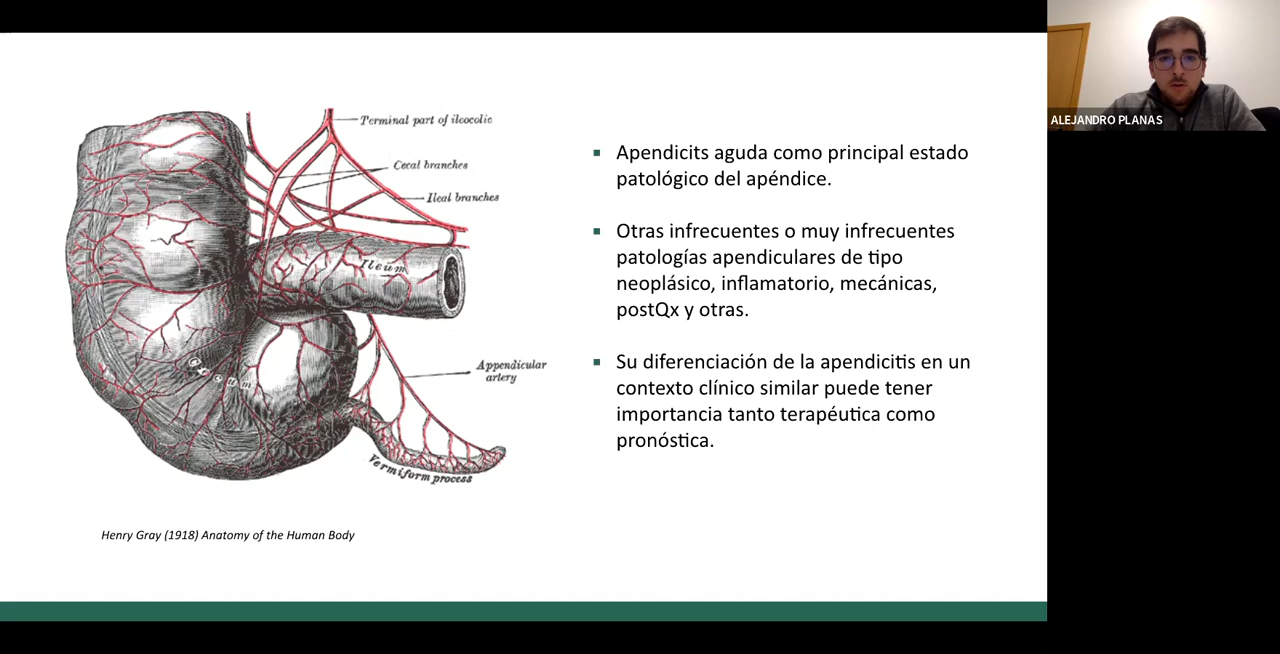 Terminal part of ileocolic
Cecal branches
Ileal branches
Ileum
Cecum
Appendicular
artery
Vermiform process
Henry Gray (1918) Anatomy of the Human Body
▪ Apendicits aguda como principal estado
patológico del apéndice.
▪ Otras infrecuentes o muy infrecuentes
patologías apendiculares de tipo
neoplásico, inflamatorio, mecánicas,
postQx y otras.
▪ Su diferenciación de la apendicitis en un
contexto clínico similar puede tener
importancia tanto terapéutica como
pronóstica.
ALEJANDRO PLANAS